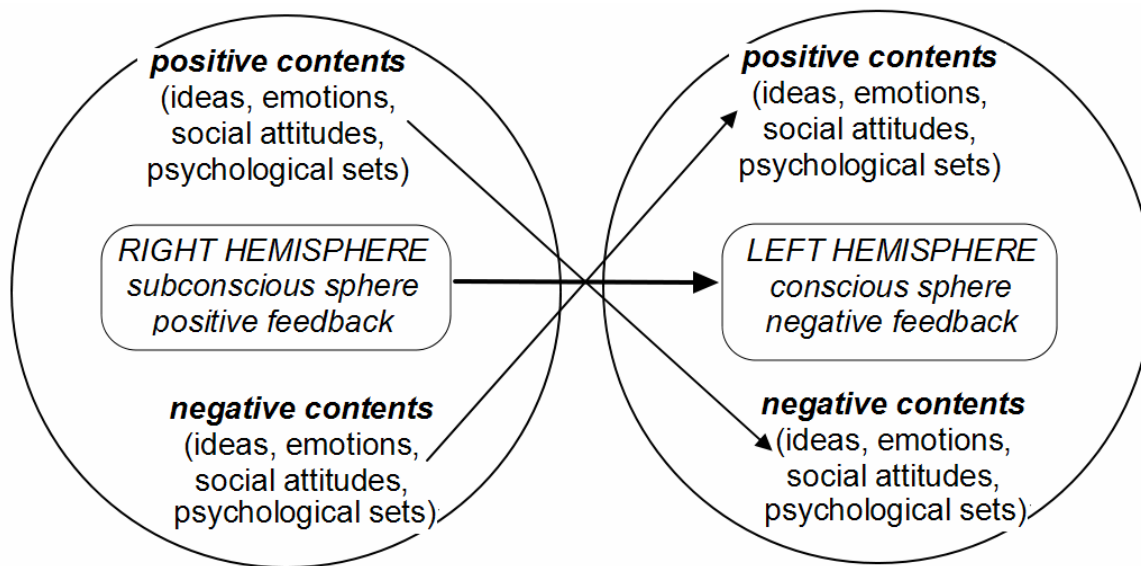 positive contents
(ideas, emotions,
social attitudes,
psychological sets)
RIGHT HEMISPHERE
subconscious sphere
positive feedback
negative contents
(ideas, emotions,
social attitudes,
psychological sets)
positive contents
(ideas, emotions,
social attitudes,
psychological sets)
LEFT HEMISPHERE
conscious sphere
negative feedback
negative contents
(ideas, emotions,
social attitudes,
psychological sets)